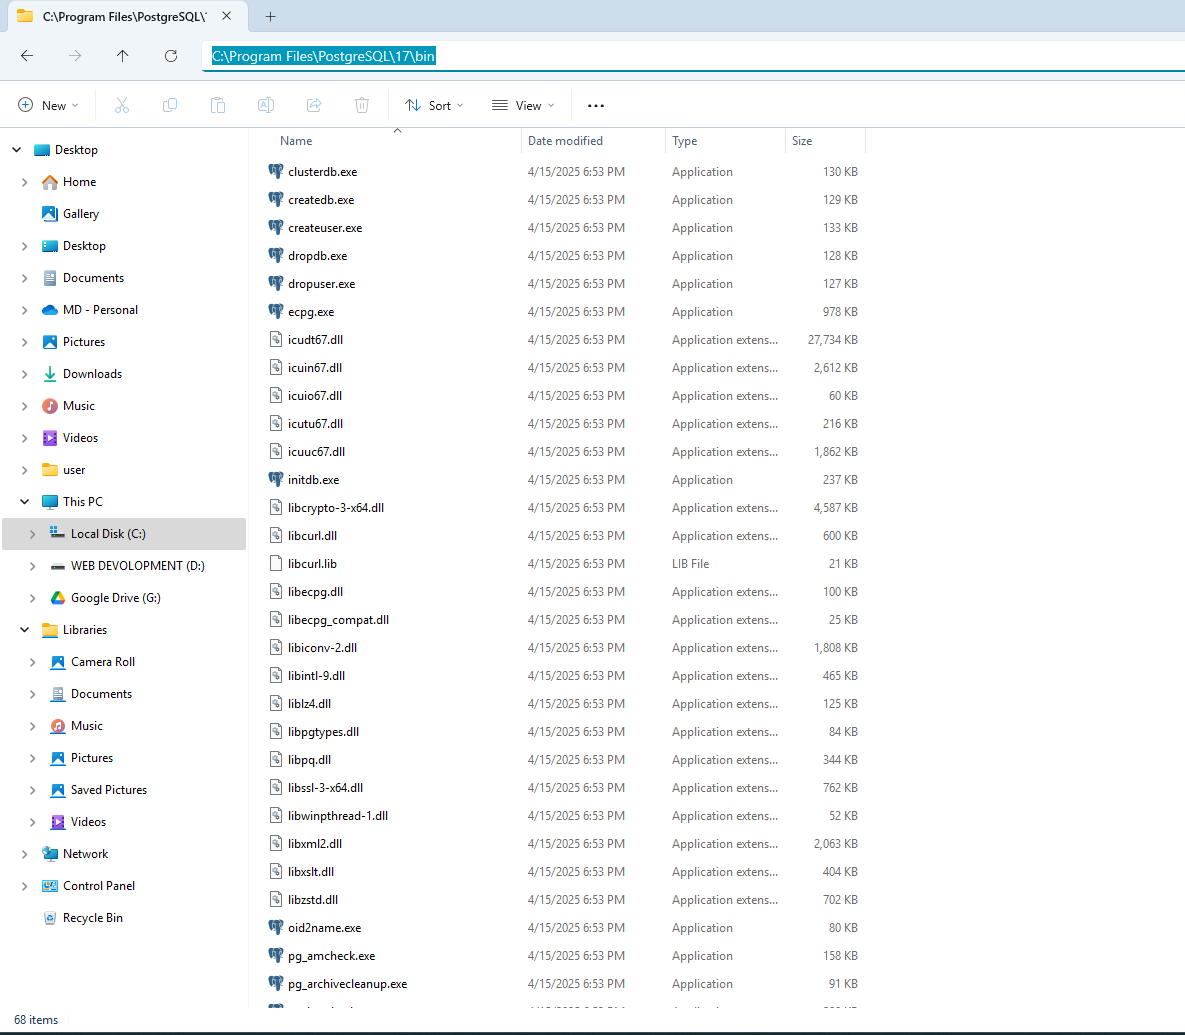 C:\Program Files\PostgreSQL\'
C:\Program Files\PostgreSQL\17\bin
New
Sort
View
Desktop
Home
Gallery
Desktop
Documents
MD - Personal
Pictures
Downloads
Music
Videos
user
This PC
Local Disk (C:)
WEB DEVOLOPMENT (D:)
Google Drive (G:)
Libraries
Camera Roll
Documents
Music
Pictures
Saved Pictures
Videos
Network
Control Panel
Recycle Bin
Name Date modified Type Size
clusterdb.exe 4/15/2025 6:53 PM Application 130 KB
createdb.exe 4/15/2025 6:53 PM Application 129 KB
createuser.exe 4/15/2025 6:53 PM Application 133 KB
dropdb.exe 4/15/2025 6:53 PM Application 128 KB
dropuser.exe 4/15/2025 6:53 PM Application 127 KB
ecpg.exe 4/15/2025 6:53 PM Application 978 KB
icudt67.dll 4/15/2025 6:53 PM Application extens... 27,734 KB
icuin67.dll 4/15/2025 6:53 PM Application extens... 2,612 KB
icuio67.dll 4/15/2025 6:53 PM Application extens... 60 KB
icutu67.dll 4/15/2025 6:53 PM Application extens... 216 KB
icuuc67.dll 4/15/2025 6:53 PM Application extens... 1,862 KB
initdb.exe 4/15/2025 6:53 PM Application 237 KB
libcrypto-3-x64.dll 4/15/2025 6:53 PM Application extens... 4,587 KB
libcurl.dll 4/15/2025 6:53 PM Application extens... 600 KB
libcurl.lib 4/15/2025 6:53 PM LIB File 21 KB
libecpg.dll 4/15/2025 6:53 PM Application extens... 100 KB
libecpg_compat.dll 4/15/2025 6:53 PM Application extens... 25 KB
libiconv-2.dll 4/15/2025 6:53 PM Application extens... 1,808 KB
libintl-9.dll 4/15/2025 6:53 PM Application extens... 465 KB
liblz4.dll 4/15/2025 6:53 PM Application extens... 125 KB
libpgtypes.dll 4/15/2025 6:53 PM Application extens... 84 KB
libpq.dll 4/15/2025 6:53 PM Application extens... 344 KB
libssl-3-x64.dll 4/15/2025 6:53 PM Application extens... 762 KB
libwinpthread-1.dll 4/15/2025 6:53 PM Application extens... 52 KB
libxml2.dll 4/15/2025 6:53 PM Application extens... 2,063 KB
libxslt.dll 4/15/2025 6:53 PM Application extens... 404 KB
libzstd.dll 4/15/2025 6:53 PM Application extens... 702 KB
oid2name.exe 4/15/2025 6:53 PM Application 80 KB
pg_amcheck.exe 4/15/2025 6:53 PM Application 158 KB
pg_archivecleanup.exe 4/15/2025 6:53 PM Application 91 KB
68 items